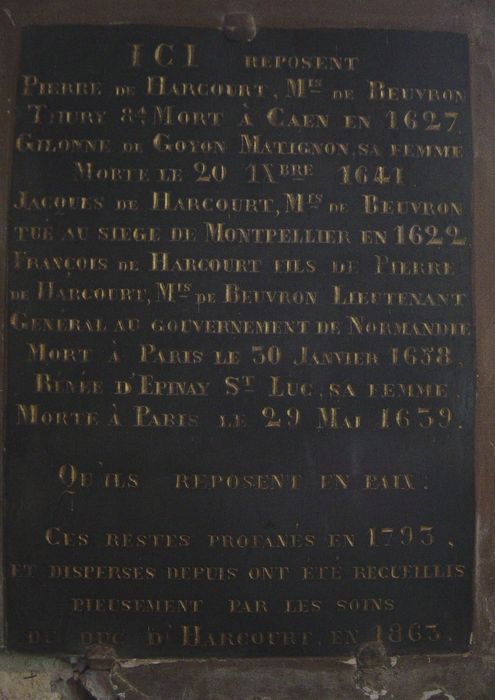 ICI REPOSENT
PIERRE DE HARCOURT, MIS DE BEUVRON
THURY &A MORT À CAEN EN 1627.
GILONNE DE GOYON MATIGNON, SA FEMME
MORTE LE 20 IXBRE 1641
JACQUES DE HARCOURT, MIS DE BEUVRON
TUÉ AU SIEGE DE MONTPELLIER EN 1622
FRANÇOIS DE HARCOURT FILS DE PIERRE
DE HARCOURT, MIS DE BEUVRON LIEUTENANT
GÉNÉRAL AU GOUVERNEMENT DE NORMANDIE
MORT À PARIS LE 30 JANVIER 1658.
RENÉE D'EPINAY ST LUC, SA FEMME,
MORTE À PARIS LE 29 MAI 1639.
QU'ILS REPOSENT EN PAIX!
CES RESTES PROFANÉS EN 1793,
ET DISPERSÉS DEPUIS ONT ÉTÉ RECUEILLIS
PIEUSEMENT PAR LES SOINS
DU DUC D'HARCOURT, EN 1863.